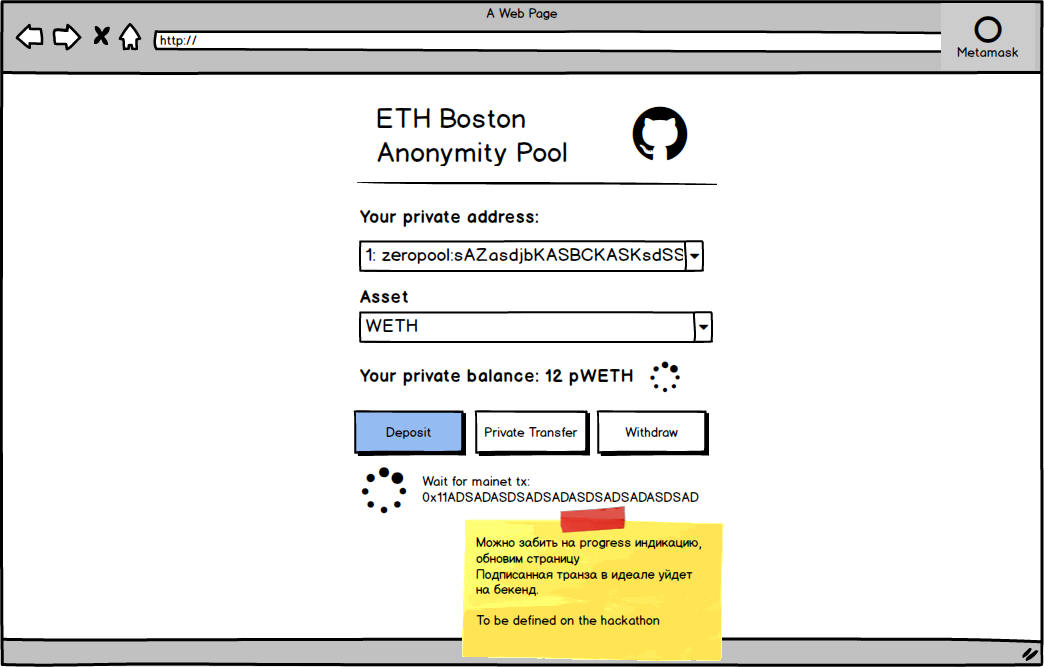 A Web Page
http://
Metamask
ETH Boston
Anonymity Pool
Your private address:
1: zeropool:sAZasdjbKASBCKASKsdSS
Asset
WETH
Your private balance: 12 pWETH
Deposit
Private Transfer
Withdraw
Wait for mainet tx:
0x11ADSADASDSADSADASDSADSADASDSAD
Можно забить на progress индикацию,
обновим страницу
Подписанная транза в идеале уйдет
на бекенд.
To be defined on the hackathon